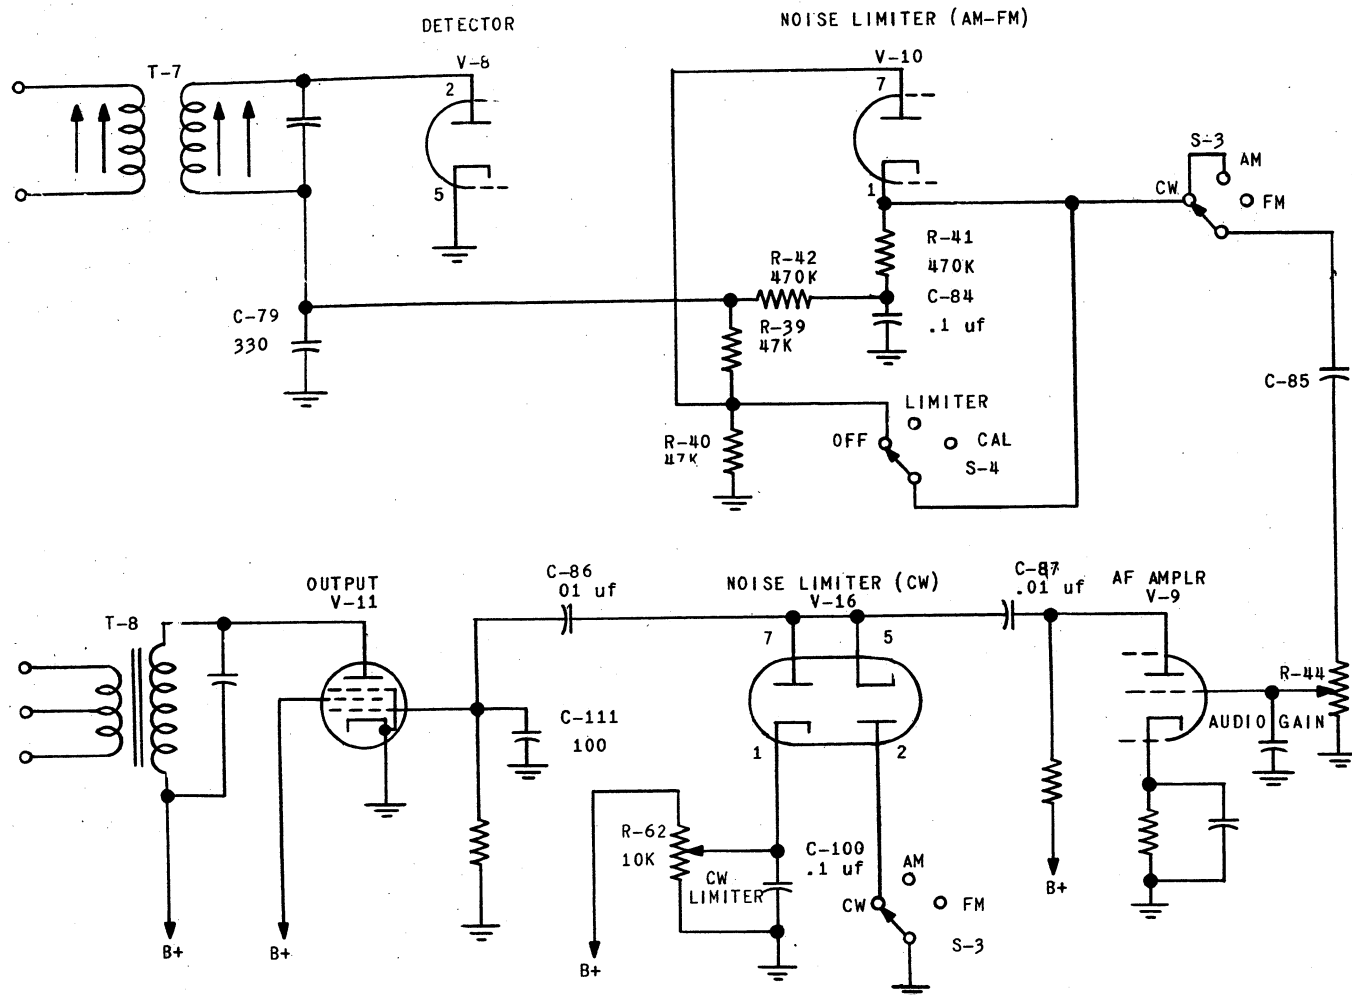 DETECTOR
NOISE LIMITER (AM-FM)
T-7
V-8
2
5
V-10
7
1
S-3
AM
CW
FM
R-41
470K
R-42
470K
C-84
.1 uf
C-79
330
R-39
47K
C-85
LIMITER
OFF
CAL
S-4
R-40
47K
OUTPUT
V-11
C-86
01 uf
NOISE LIMITER (CW)
V-16
C-87
.01 uf
AF AMPLR
V-9
T-8
7
5
R-44
AUDIO GAIN
C-111
100
1
2
R-62
10K
C-100
.1 uf
CW
LIMITER
AM
CW
FM
S-3
B+
B+
B+
B+